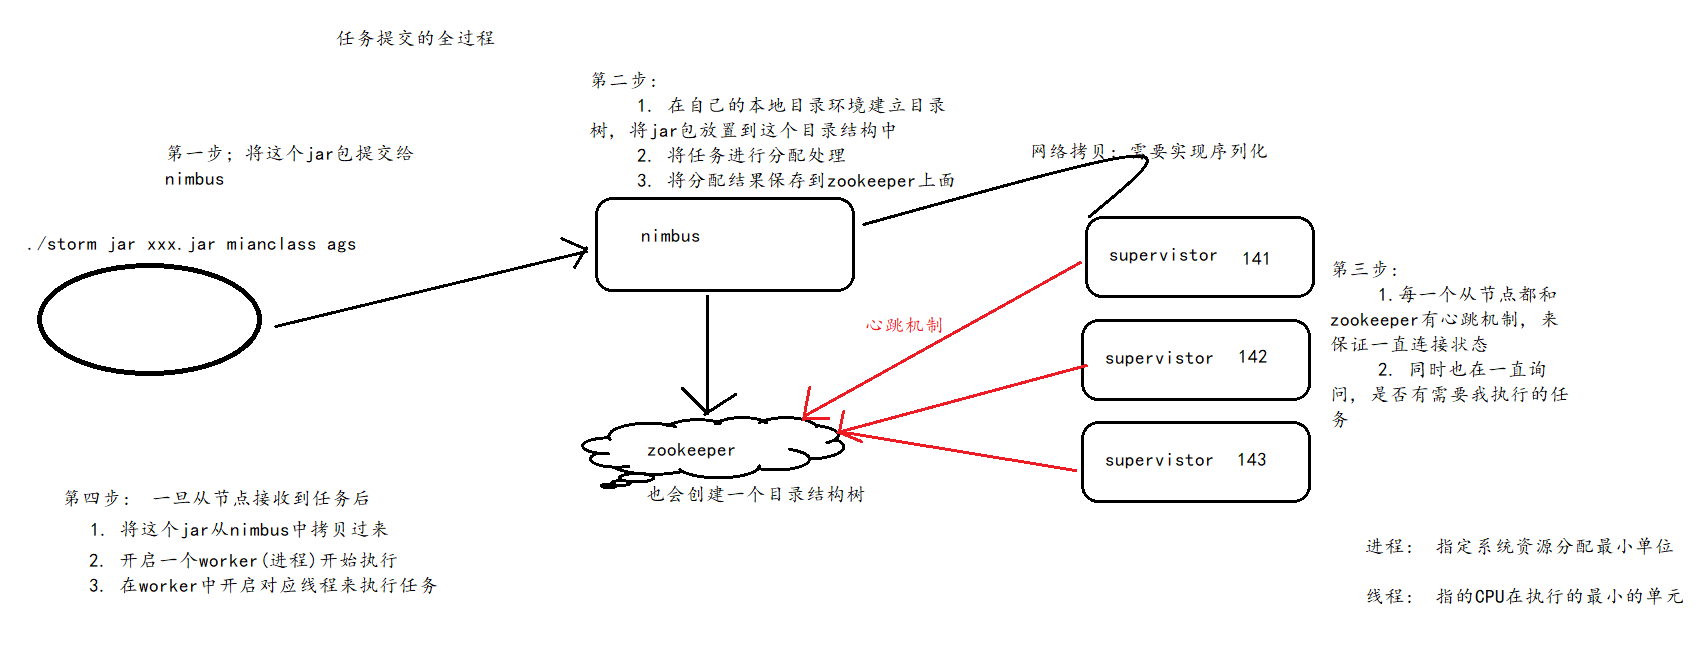 任务提交的全过程
第一步；将这个jar包提交给
nimbus
./storm jar xxx.jar mianclass ags
第二步：
1. 在自己的本地目录环境建立目录
树，将jar包放置到这个目录结构中
2. 将任务进行分配处理
3. 将分配结果保存到zookeeper上面
nimbus
网络拷贝：需要实现序列化
supervistor 141
supervistor 142
supervistor 143
心跳机制
第三步：
1.每一个从节点都和
zookeeper有心跳机制，来
保证一直连接状态
2. 同时也在一直询
问，是否有需要我执行的任
务
zookeeper
也会创建一个目录结构树
第四步： 一旦从节点接收到任务后
1. 将这个jar从nimbus中拷贝过来
2. 开启一个worker(进程)开始执行
3. 在worker中开启对应线程来执行任务
进程： 指定系统资源分配最小单位
线程： 指的CPU在执行的最小的单元